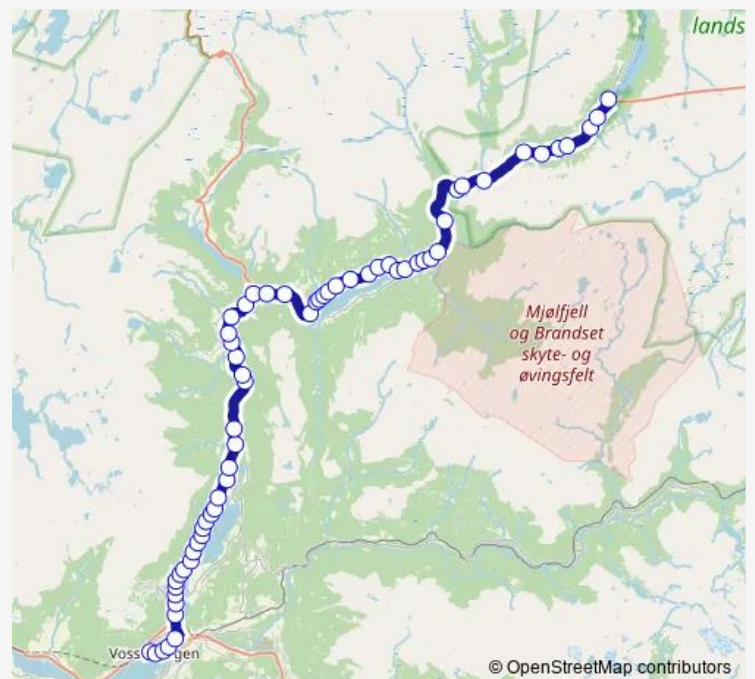 lands
Mjølfjell
og Brandset
skyte- og
øvingsfelt
© OpenStreetMap contributors